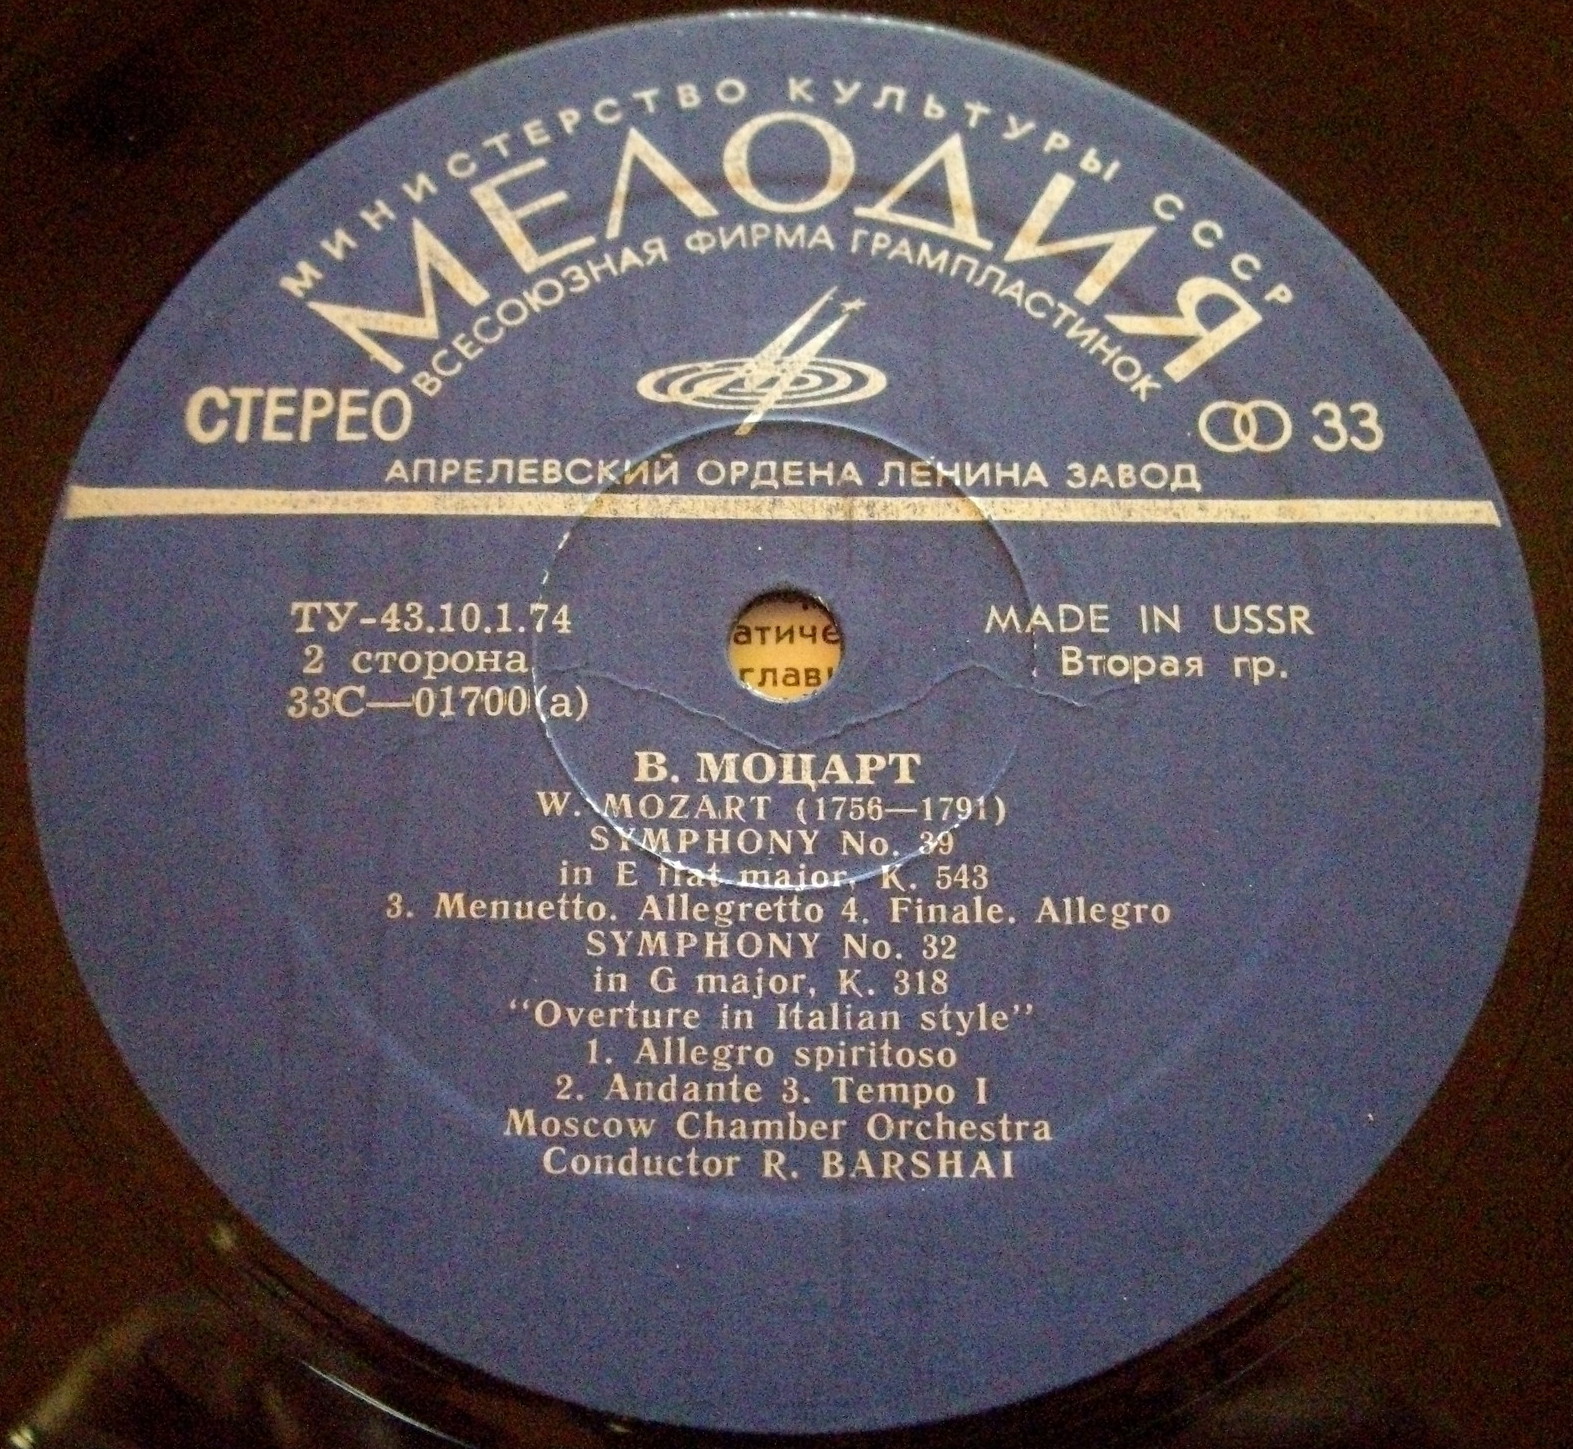 МИНИСТЕРСТВО КУЛЬТУРЫ СССР
МЕЛОДИЯ
ВСЕСОЮЗНАЯ ФИРМА ГРАМПЛАСТИНОК
СТЕРЕО
33
АПРЕЛЕВСКИЙ ОРДЕНА ЛЕНИНА ЗАВОД
ТУ-43.10.1.74
2 сторона
33С—01700(а)
MADE IN USSR
Вторая гр.
атиче
глав
В. МОЦАРТ
W. MOZART (1756—1791)
SYMPHONY No. 39
in E flat major, K. 543
3. Menuetto. Allegretto 4. Finale. Allegro
SYMPHONY No. 32
in G major, K. 318
“Overture in Italian style”
1. Allegro spiritoso
2. Andante 3. Tempo I
Moscow Chamber Orchestra
Conductor R. BARSHAI